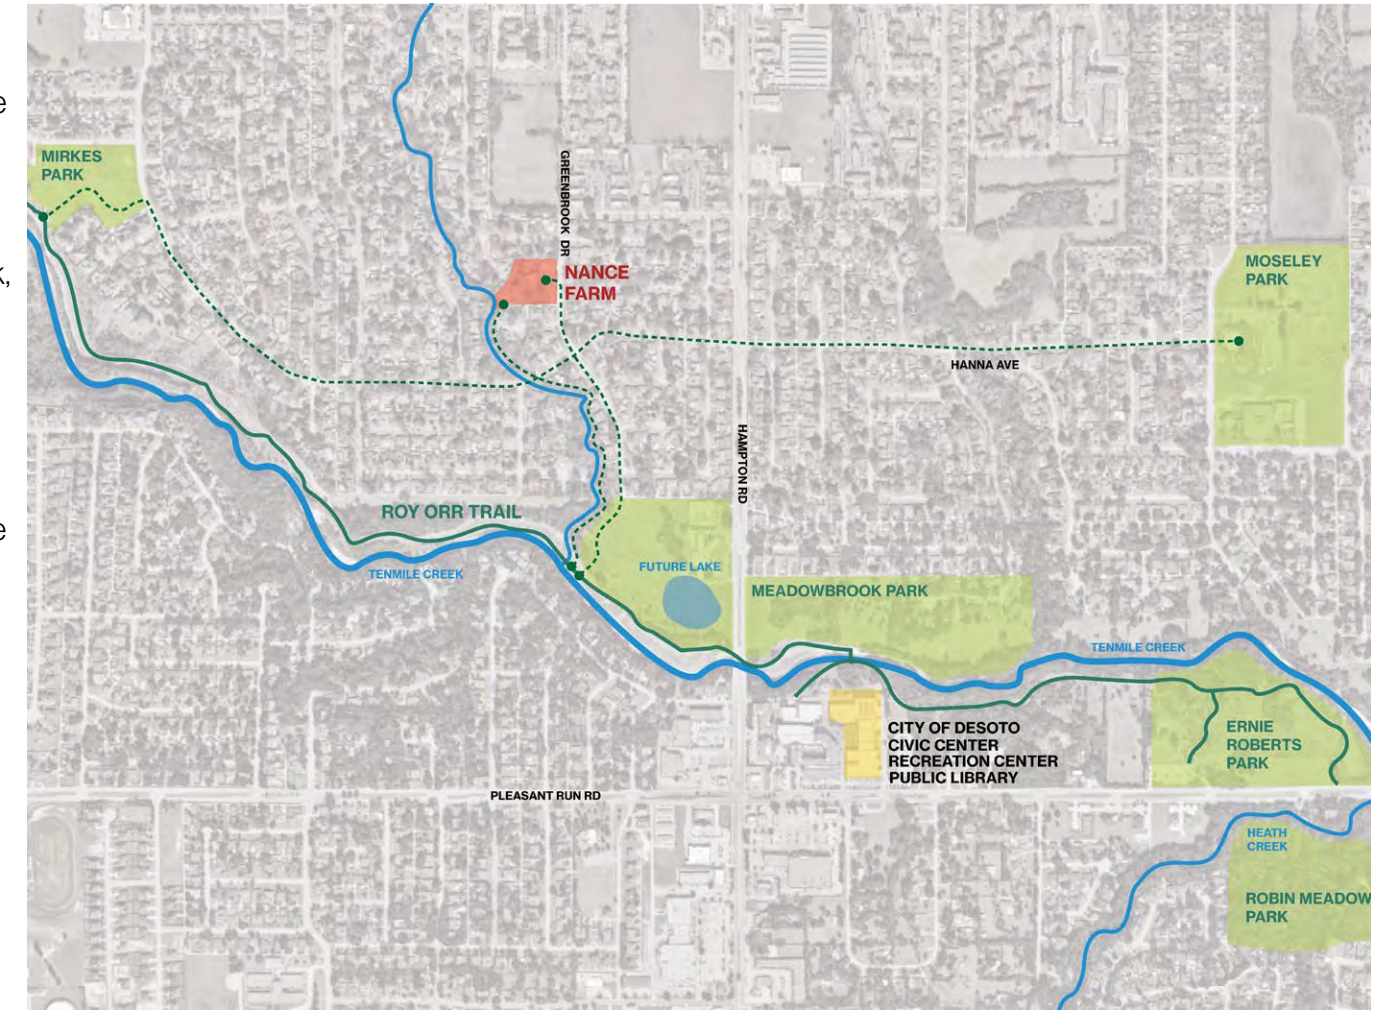 e
MIRKES
PARK
GREENBROOK DR
k,
NANCE
FARM
MOSELEY
PARK
HANNA AVE
HAMPTON RD
ROY ORR TRAIL
e
TENMILE CREEK
FUTURE LAKE
MEADOWBROOK PARK
TENMILE CREEK
CITY OF DESOTO
CIVIC CENTER
RECREATION CENTER
PUBLIC LIBRARY
ERNIE
ROBERTS
PARK
PLEASANT RUN RD
HEATH
CREEK
ROBIN MEADOW
PARK